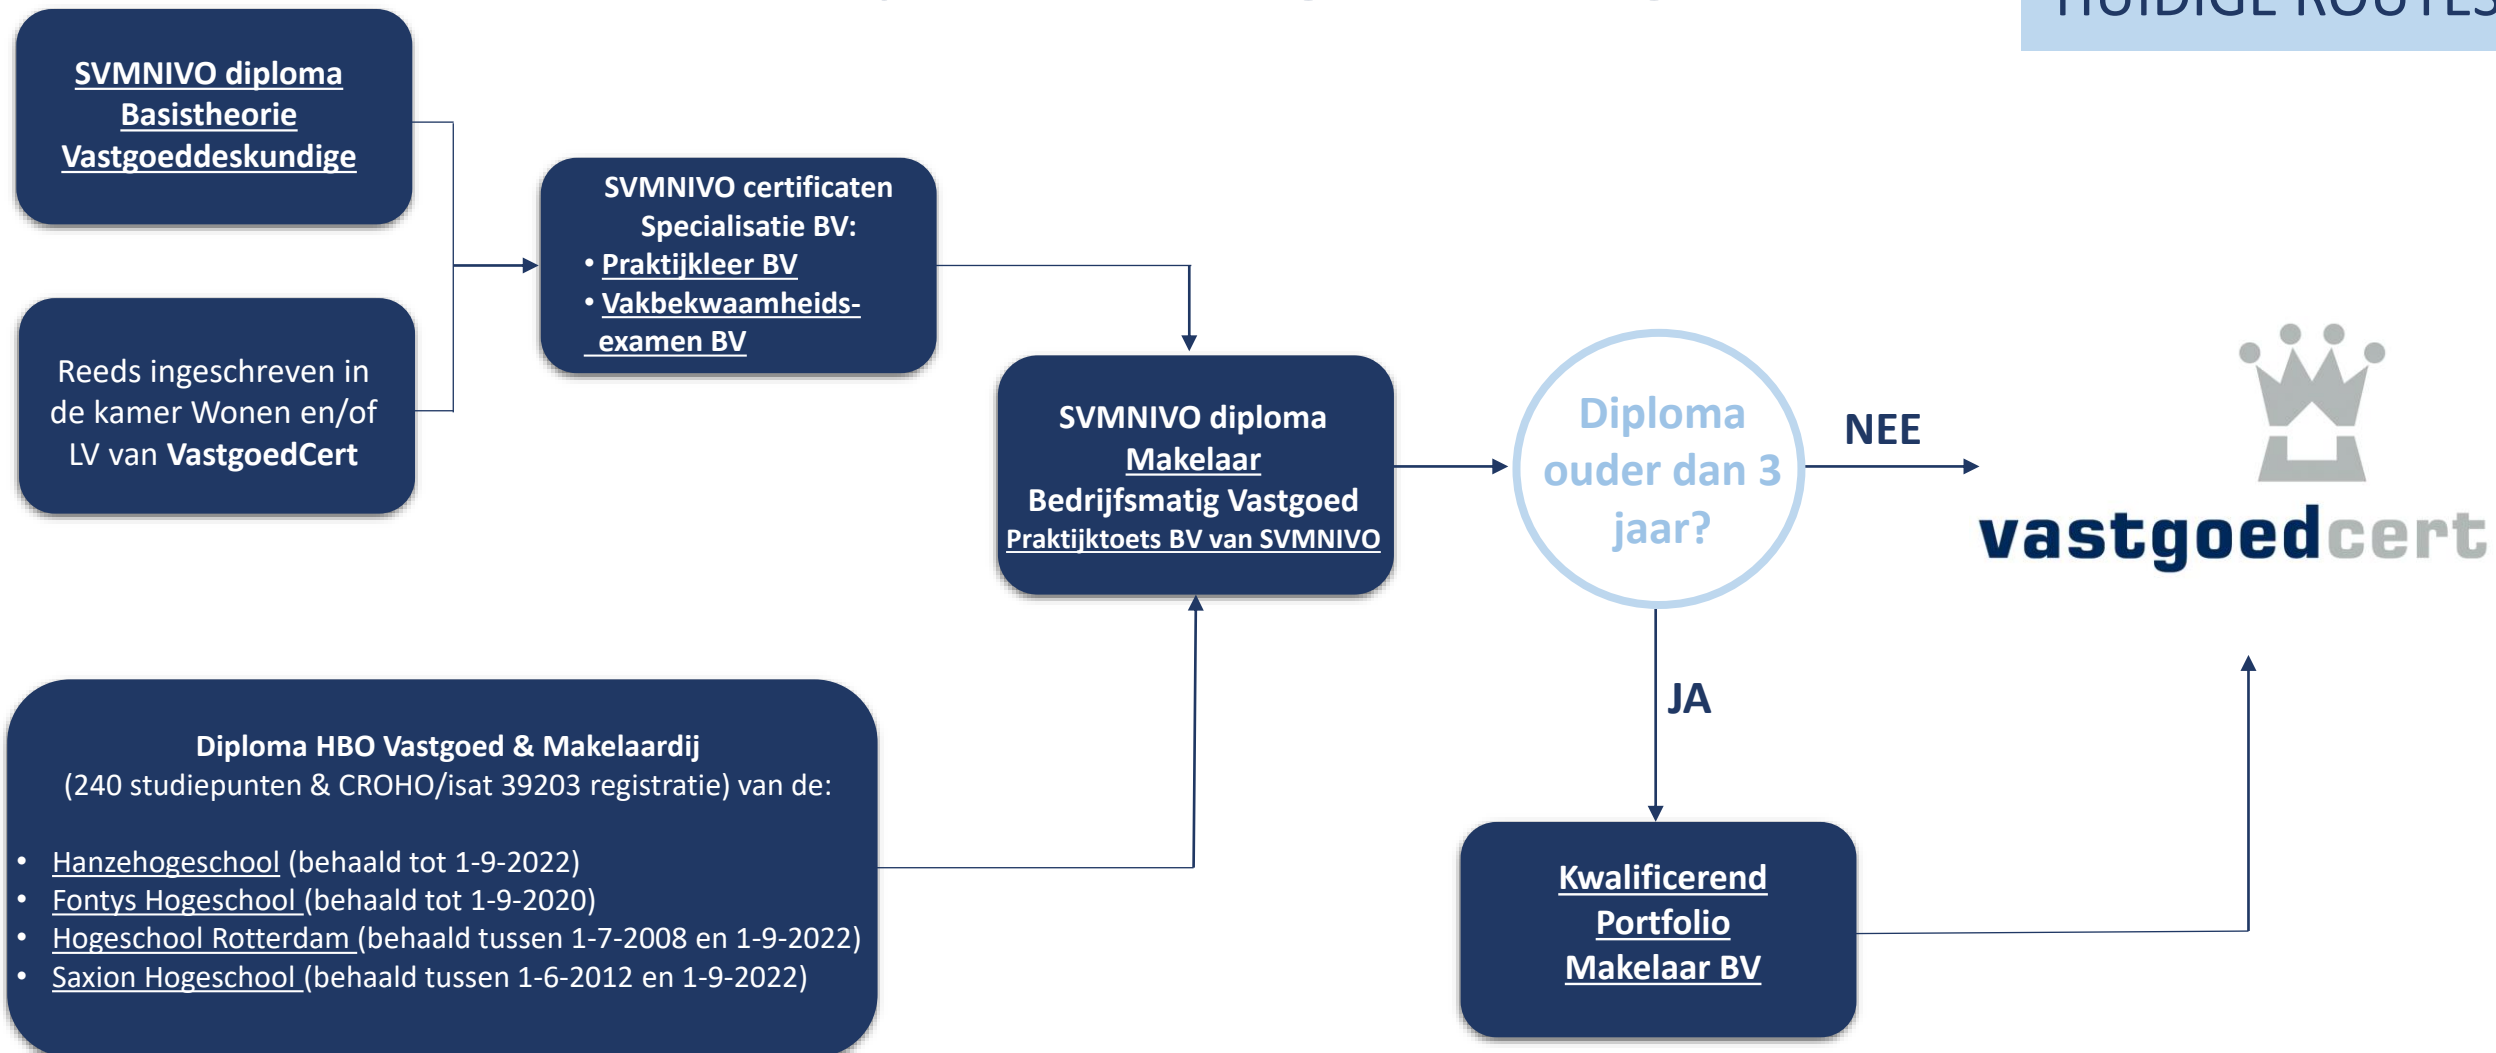 HUIDIGE ROUTES
SVMNIVO diploma
Basistheorie
Vastgoeddeskundige
SVMNIVO certificaten
Specialisatie BV:
• Praktijkleer BV
• Vakbekwaamheids-
examen BV
Reeds ingeschreven in
de kamer Wonen en/of
LV van VastgoedCert
SVMNIVO diploma
Makelaar
Bedrijfsmatig Vastgoed
Praktijktoets BV van SVMNIVO
Diploma
ouder dan 3
jaar?
NEE
vastgoedcert
JA
Diploma HBO Vastgoed & Makelaardij
(240 studiepunten & CROHO/isat 39203 registratie) van de:
• Hanzehogeschool (behaald tot 1-9-2022)
• Fontys Hogeschool (behaald tot 1-9-2020)
• Hogeschool Rotterdam (behaald tussen 1-7-2008 en 1-9-2022)
• Saxion Hogeschool (behaald tussen 1-6-2012 en 1-9-2022)
Kwalificerend
Portfolio
Makelaar BV